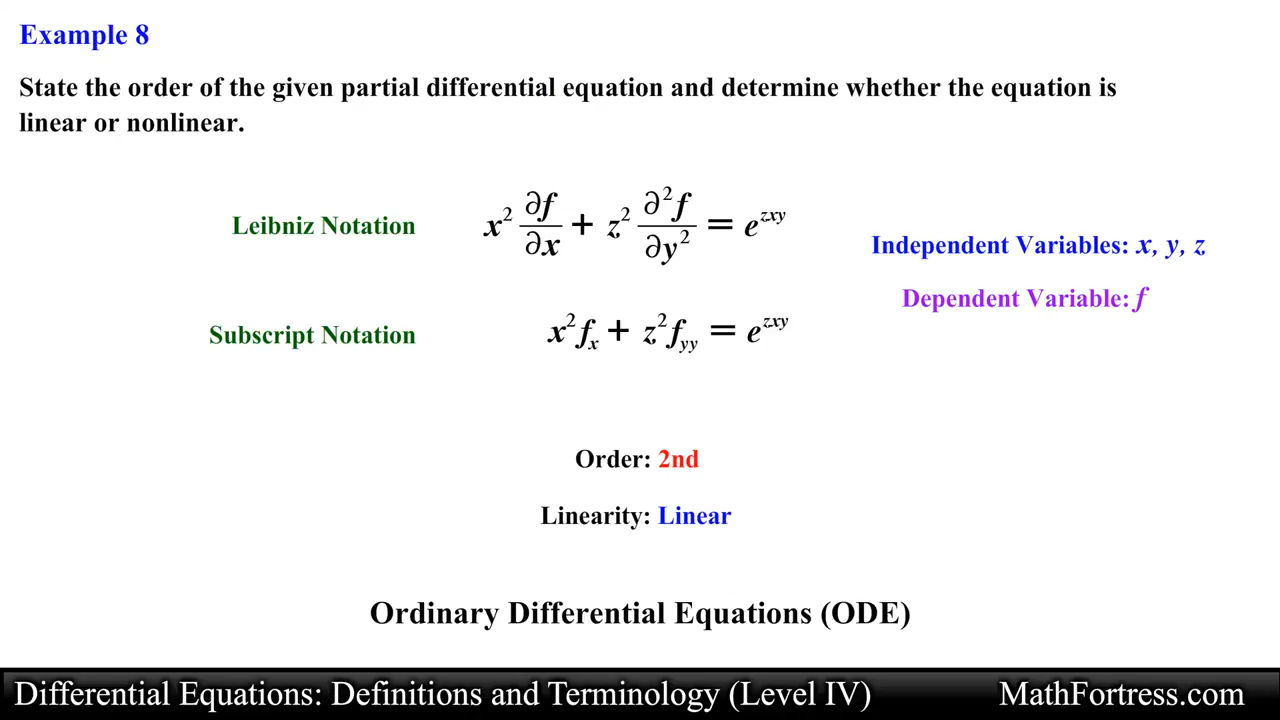 Example 8
State the order of the given partial differential equation and determine whether the equation is
linear or nonlinear.
Leibniz Notation x² ∂f/∂x + z² ∂²f/∂y² = e^{zxy}
Independent Variables: x, y, z
Dependent Variable: f
Subscript Notation x²f_x + z²f_{yy} = e^{zxy}
Order: 2nd
Linearity: Linear
Ordinary Differential Equations (ODE)
Differential Equations: Definitions and Terminology (Level IV) MathFortress.com